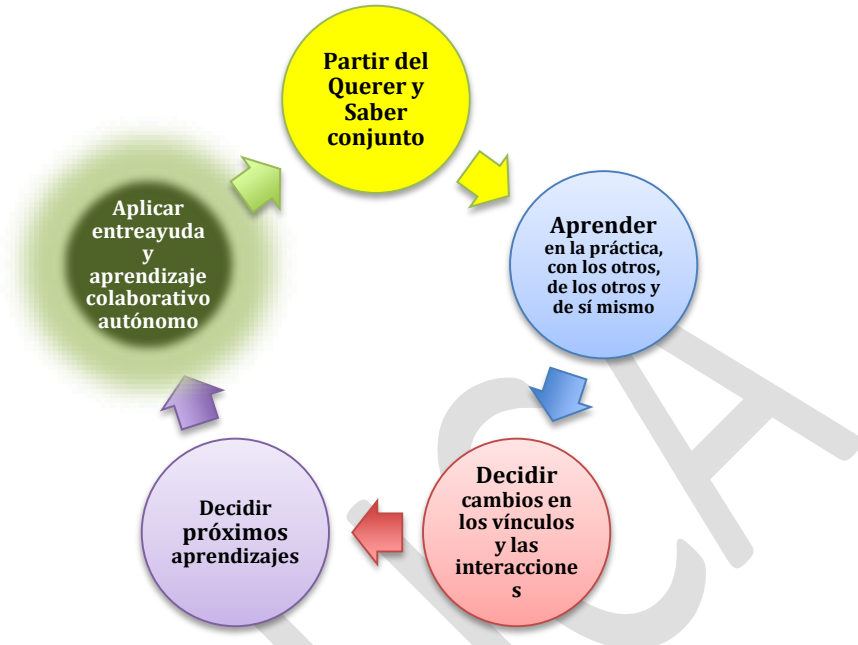 Partir del
Querer y
Saber
conjunto
Aprender
en la práctica,
con los otros,
de los otros y
de sí mismo
Decidir
cambios en
los vínculos
y las
interaccione
s
Decidir
próximos
aprendizajes
Aplicar
entreayuda
y
aprendizaje
colaborativo
autónomo